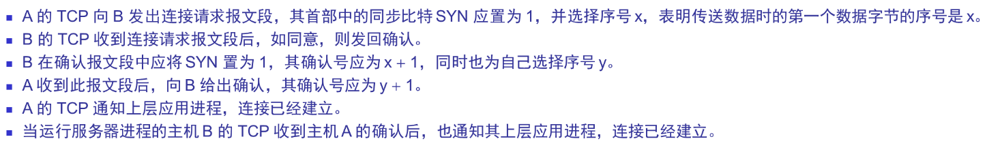 ▪ A 的 TCP 向 B 发出连接请求报文段，其首部中的同步比特 SYN 应置为 1，并选择序号 x，表明传送数据时的第一个数据字节的序号是 x。
▪ B 的 TCP 收到连接请求报文段后，如同意，则发回确认。
▪ B 在确认报文段中应将 SYN 置为 1，其确认号应为 x + 1，同时也为自己选择序号 y。
▪ A 收到此报文段后，向 B 给出确认，其确认号应为 y + 1。
▪ A 的 TCP 通知上层应用进程，连接已经建立。
▪ 当运行服务器进程的主机 B 的 TCP 收到主机 A 的确认后，也通知其上层应用进程，连接已经建立。